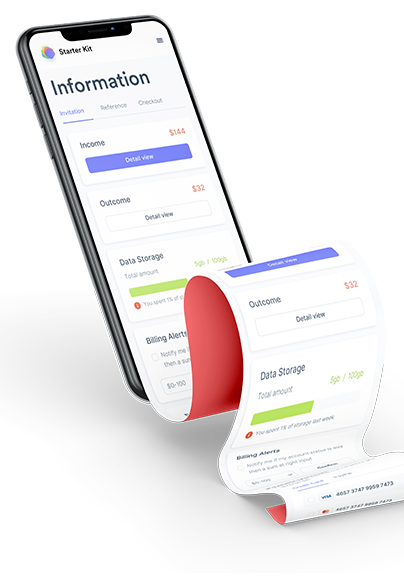 Starter Kit
Information
Invitation Reference Checkout
Income $144
Detail view
Outcome $32
Detail view
Data Storage
Total amount 5gb / 100gb
You spent 1% of
Billing Alerts
Notify me
then a sum
$0-100
Detail view
Outcome $32
Detail view
Data Storage
Total amount 5gb / 100gb
You spent 1% of storage last week
Billing Alerts
Notify me if my account status is less
then a sum at right input
$0-100
VISA 4657 3747 9959 7473
4657 3747 9959 7473